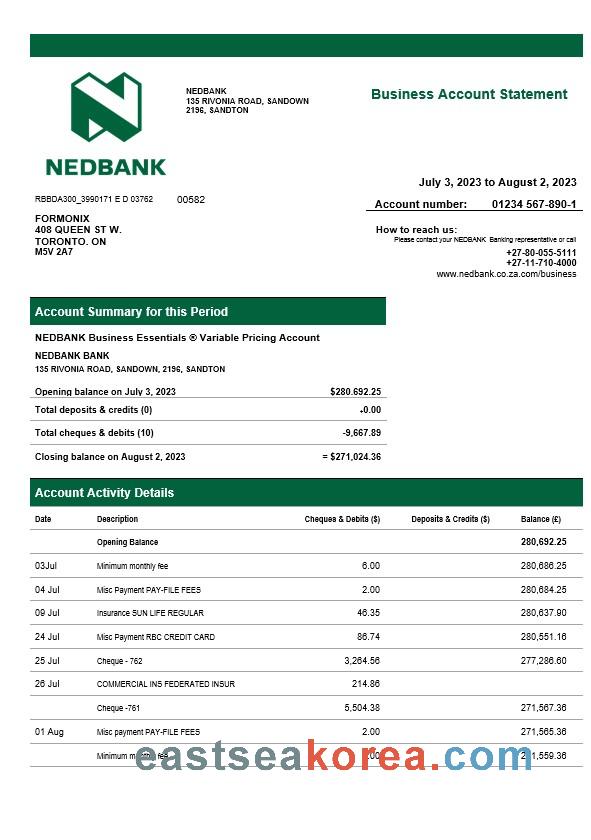 NEDBANK
135 RIVONIA ROAD, SANDOWN
2196, SANDTON
Business Account Statement
NEDBANK
July 3, 2023 to August 2, 2023
RBBDA300_3990171 E D 03762 00582
Account number: 01234 567-890-1
FORMONIX
408 QUEEN ST W.
TORONTO. ON
M5V 2A7
How to reach us:
Please contact your NEDBANK Banking representative or call
+27-80-055-5111
+27-11-710-4000
www.nedbank.co.za.com/business
Account Summary for this Period
NEDBANK Business Essentials ® Variable Pricing Account
NEDBANK BANK
135 RIVONIA ROAD, SANDOWN, 2196, SANDTON
Opening balance on July 3, 2023 $280.692.25
Total deposits & credits (0) +0.00
Total cheques & debits (10) -9,667.89
Closing balance on August 2, 2023 = $271,024.36
Account Activity Details
Date Description Cheques & Debits ($) Deposits & Credits ($) Balance (£)
Opening Balance 280,692.25
03Jul Minimum monthly fee 6.00 280,686.25
04 Jul Misc Payment PAY-FILE FEES 2.00 280,684.25
09 Jul Insurance SUN LIFE REGULAR 46.35 280,637.90
24 Jul Misc Payment RBC CREDIT CARD 86.74 280,551.16
25 Jul Cheque - 762 3,264.56 277,286.60
26 Jul COMMERCIAL INS FEDERATED INSUR 214.86
Cheque -761 5,504.38 271,567.36
01 Aug Misc payment PAY-FILE FEES 2.00 271,565.36
Minimum fee
eastseakorea.com